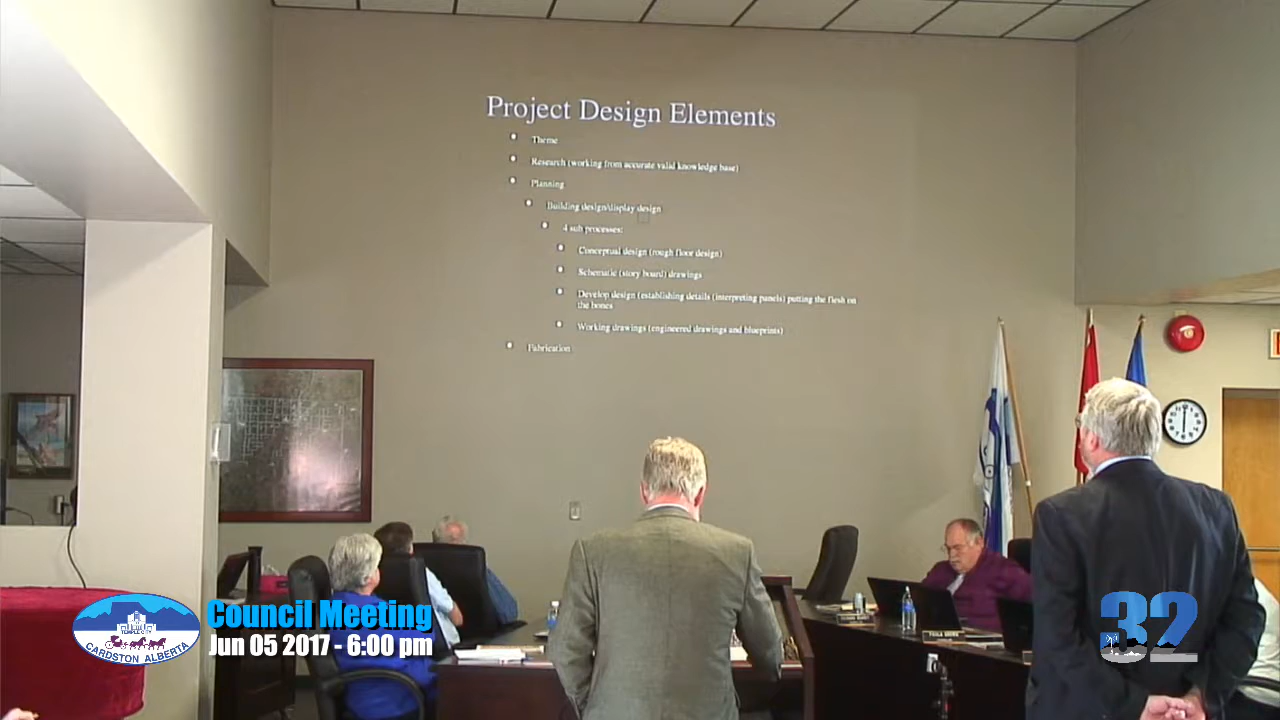 Project Design Elements
Theme
Research (working from accurate valid knowledge base)
Planning
Building design/display design
4 sub processes:
Conceptual design (rough floor design)
Schematic (story board) drawings
Develop design (establishing details (interpreting panels) putting the flesh on
the bones
Working drawings (engineered drawings and blueprints)
Fabrication
TEMPLE CITY
CARDSTON ALBERTA
Council Meeting
Jun 05 2017 - 6:00 pm
32